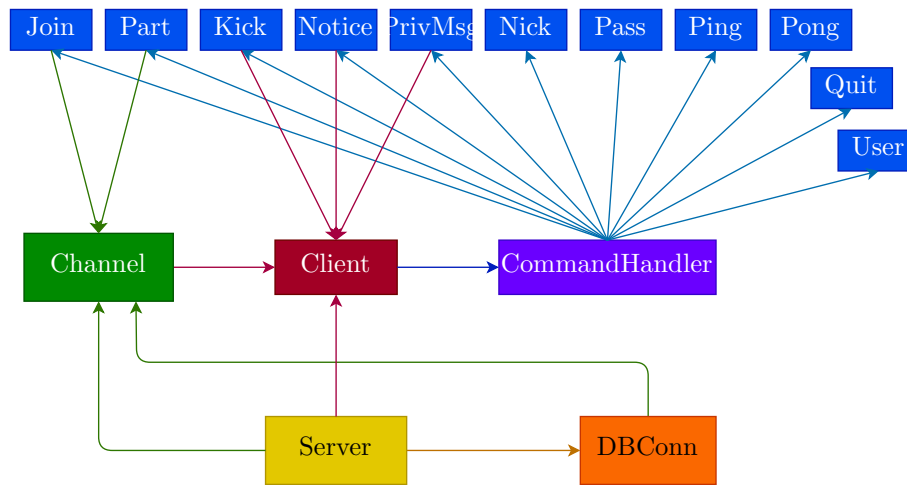 Join
Part
Kick
Notice
PrivMsg
Nick
Pass
Ping
Pong
Quit
User
Channel
Client
CommandHandler
Server
DBConn